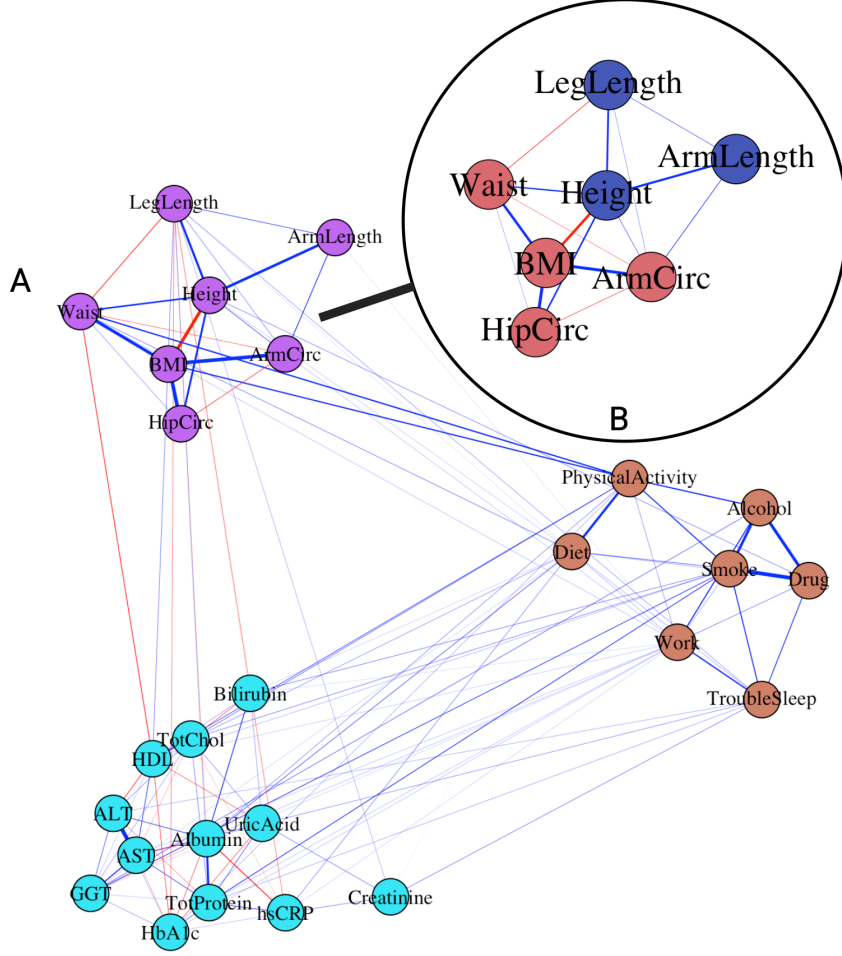 LegLength
ArmLength
Waist
Height
BMI
ArmCirc
HipCirc
B
A
LegLength
ArmLength
Height
Waist
ArmCirc
BMI
HipCirc
PhysicalActivity
Alcohol
Diet
Smoke
Drug
Work
TroubleSleep
Bilirubin
TotChol
HDL
ALT
UricAcid
Albumin
AST
GGT
TotProtein
hsCRP
Creatinine
HbA1c